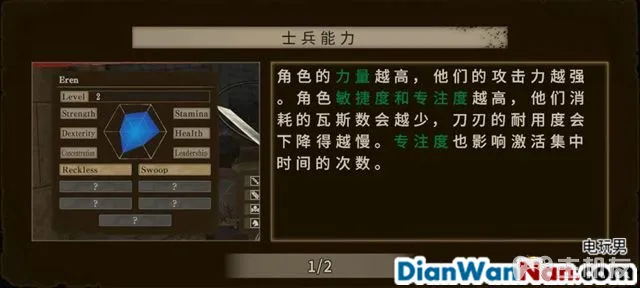 士兵能力
Eren
Level 2
Strength Stamina
Dexterity Health
Concentration Leadership
Reckless Swoop
? ?
? ?
?
角色的力量越高，他们的攻击力越强
。角色敏捷度和专注度越高，他们消
耗的瓦斯数会越少，刀刃的耐用度会
下降得越慢。专注度也影响激活集中
时间的次数。
1/2
电玩男
DianWanNan.com